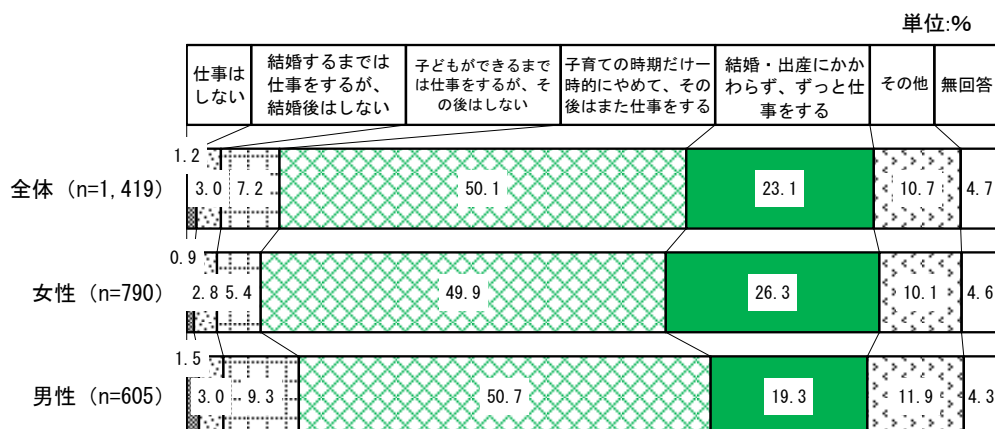 単位:%
仕事は
しない
結婚するまでは
仕事をするが、
結婚後はしない
子どもができるまで
は仕事をするが、そ
の後はしない
子育ての時期だけ一
時的にやめて、その
後はまた仕事をする
結婚・出産にかか
わらず、ずっと仕
事をする
その他
無回答
全体 (n=1,419)
1.2
3.0
7.2
50.1
23.1
10.7
4.7
女性 (n=790)
0.9
2.8
5.4
49.9
26.3
10.1
4.6
男性 (n=605)
1.5
3.0
9.3
50.7
19.3
11.9
4.3